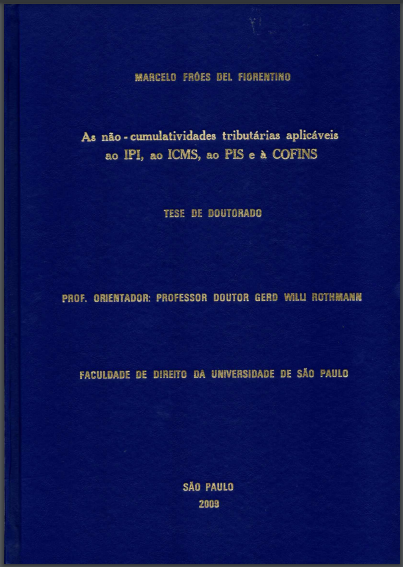 MARCELO FRÓES DEL FIORENTINO
As não-cumulatividades tributárias aplicáveis
ao IPI, ao ICMS, ao PIS e à COFINS
TESE DE DOUTORADO
PROF. ORIENTADOR: PROFESSOR DOUTOR GERD WILLI ROTHMANN
FACULDADE DE DIREITO DA UNIVERSIDADE DE SÃO PAULO
SÃO PAULO
2009